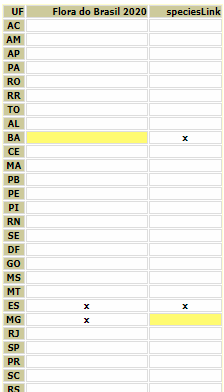 UF Flora do Brasil 2020 speciesLink
AC
AM
AP
PA
RO
RR
TO
AL
BA x
CE
MA
PB
PE
PI
RN
SE
DF
GO
MS
MT
ES x x
MG x
RJ
SP
PR
SC
RS